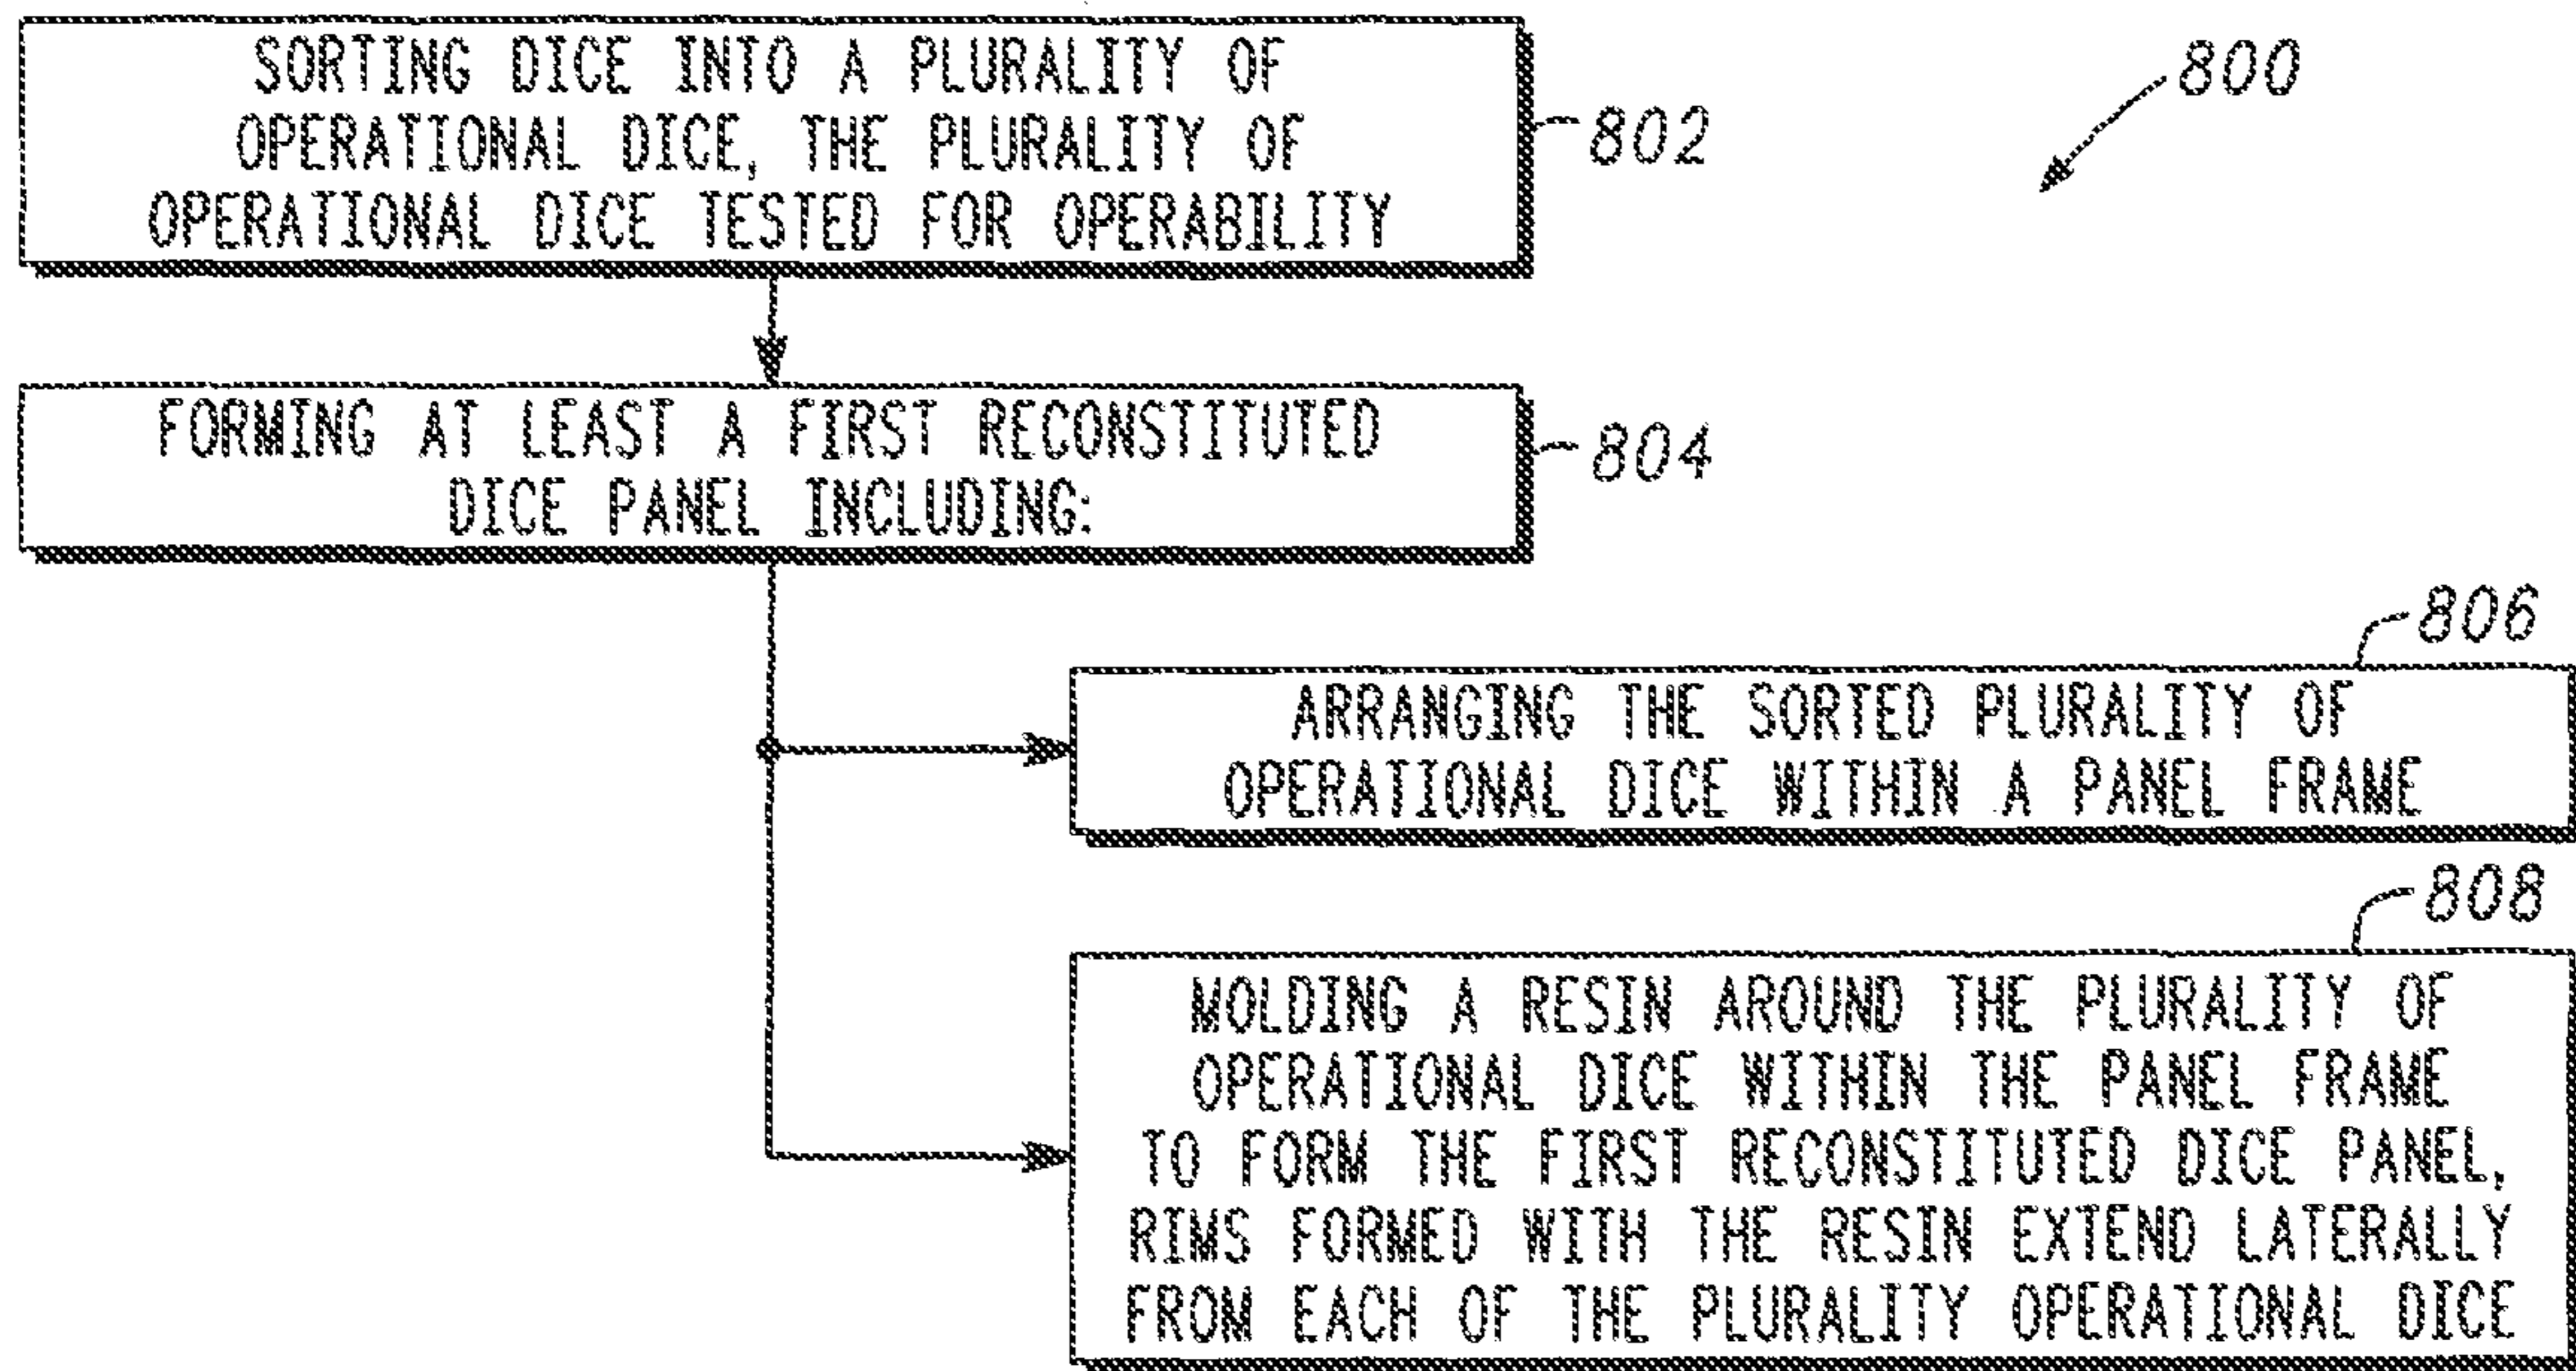 SORTING DICE INTO A PLURALITY OF
OPERATIONAL DICE, THE PLURALITY OF
OPERATIONAL DICE TESTED FOR OPERABILITY
802
800
FORMING AT LEAST A FIRST RECONSTITUTED
DICE PANEL INCLUDING:
804
806
ARRANGING THE SORTED PLURALITY OF
OPERATIONAL DICE WITHIN A PANEL FRAME
808
MOLDING A RESIN AROUND THE PLURALITY OF
OPERATIONAL DICE WITHIN THE PANEL FRAME
TO FORM THE FIRST RECONSTITUTED DICE PANEL,
RIMS FORMED WITH THE RESIN EXTEND LATERALLY
FROM EACH OF THE PLURALITY OPERATIONAL DICE